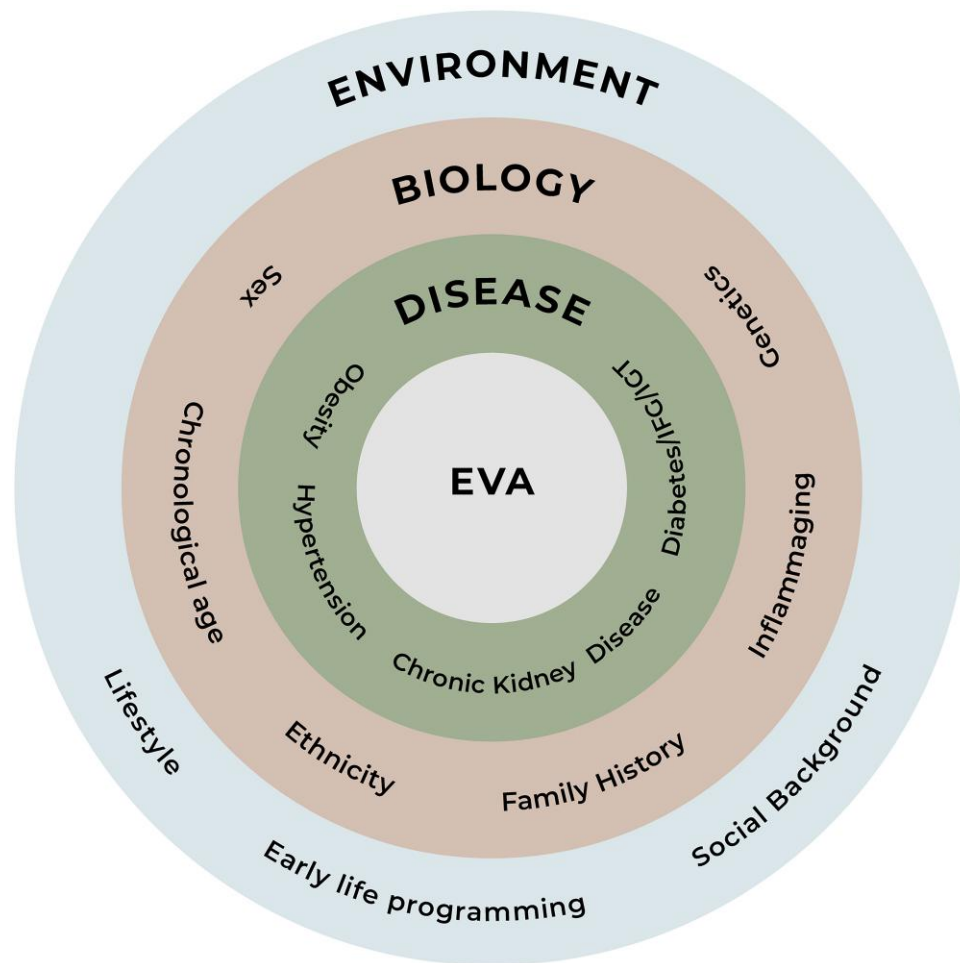 ENVIRONMENT
BIOLOGY
DISEASE
EVA
Obesity
Hypertension
Chronic Kidney Disease
Diabetes/IFG/IGT
Sex
Chronological age
Ethnicity
Family History
Inflammaging
Genetics
Lifestyle
Early life programming
Social Background